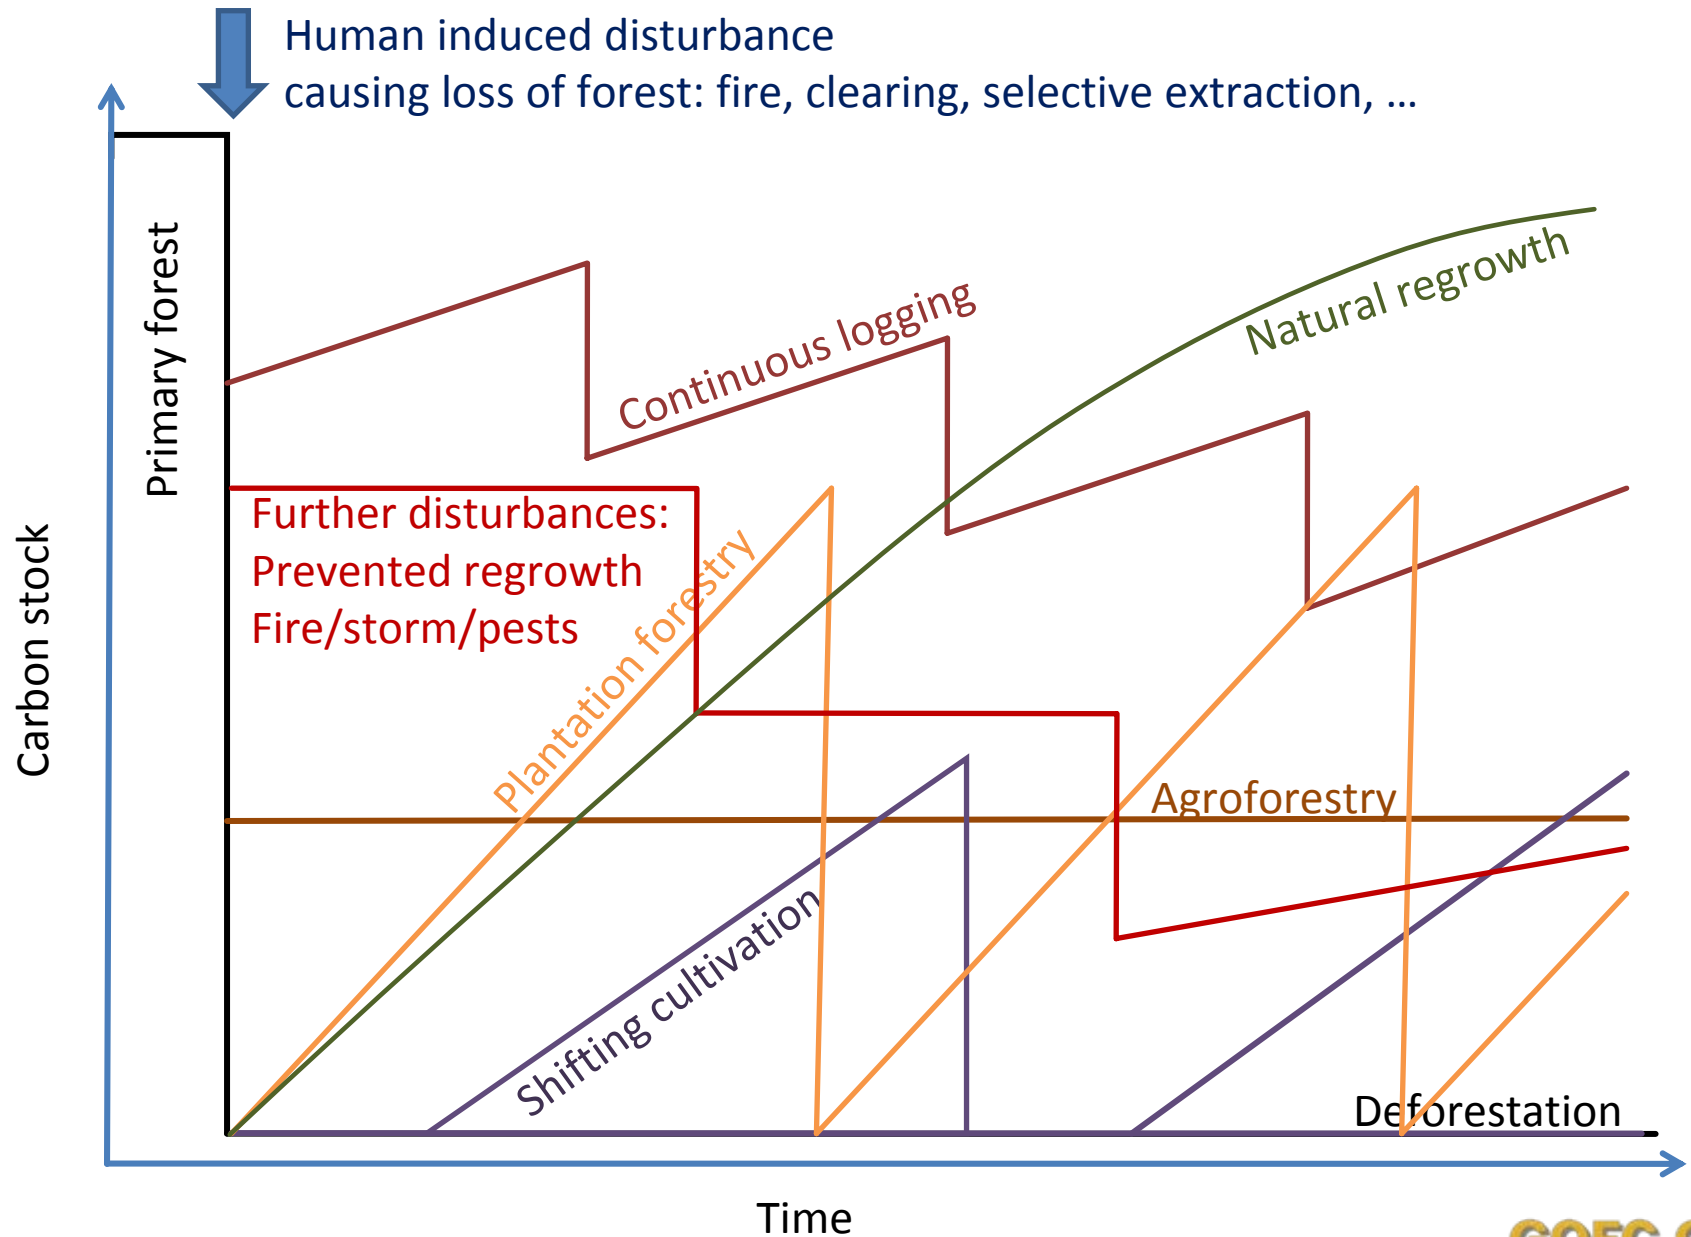 Human induced disturbance
causing loss of forest: fire, clearing, selective extraction, ...
Primary forest
Natural regrowth
Continuous logging
Further disturbances:
Prevented regrowth
Fire/storm/pests
Plantation forestry
Carbon stock
Agroforestry
Shifting cultivation
Deforestation
Time